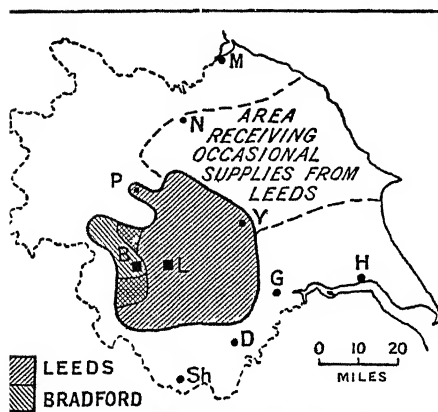 M
AREA
N
RECEIVING
OCCASIONAL
SUPPLIES FROM
LEEDS
P
Y
B
L
G
H
D
0 10 20
MILES
Sh
LEEDS
BRADFORD